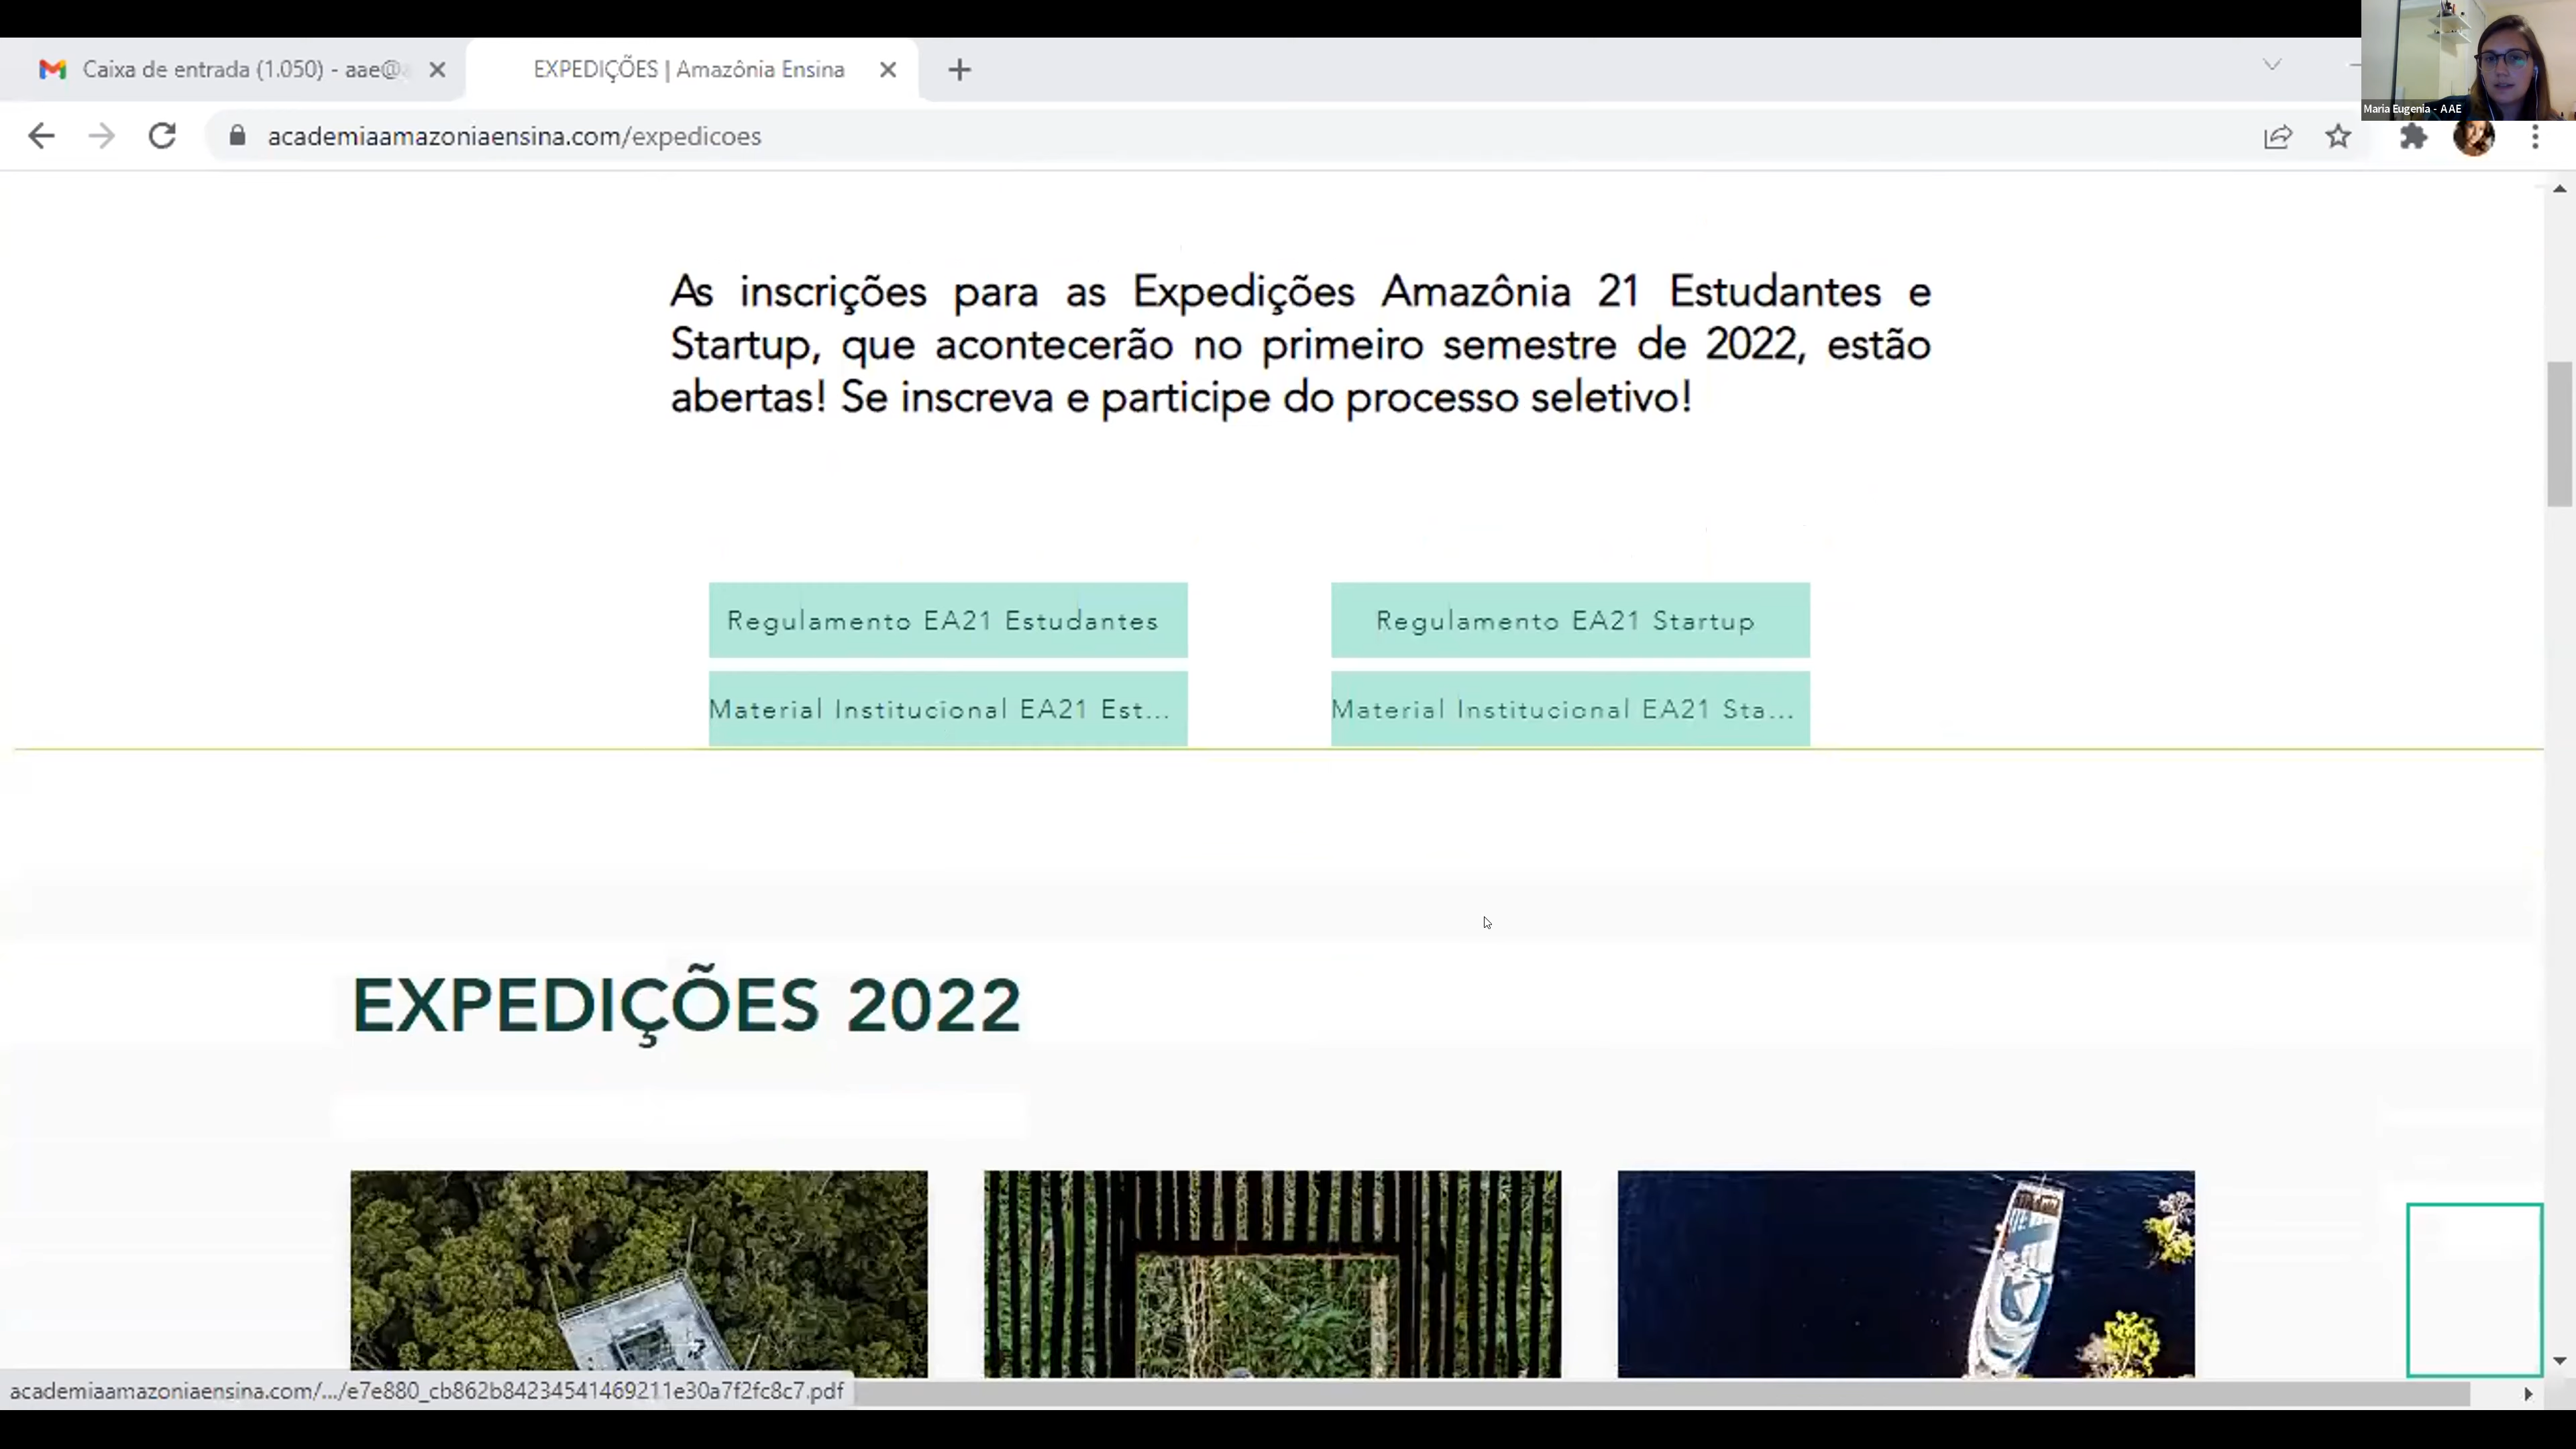 Caixa de entrada (1.050) - aae@
EXPEDIÇÕES | Amazônia Ensina
Maria Eugenia - AAE
academiaamazoniaensina.com/expedicoes
As inscrições para as Expedições Amazônia 21 Estudantes e
Startup, que acontecerão no primeiro semestre de 2022, estão
abertas! Se inscreva e participe do processo seletivo!
Regulamento EA21 Estudantes
Regulamento EA21 Startup
Material Institucional EA21 Est...
Material Institucional EA21 Sta...
EXPEDIÇÕES 2022
academiaamazoniaensina.com/.../e7e880_cb862b84234541469211e30a7f2fc8c7.pdf